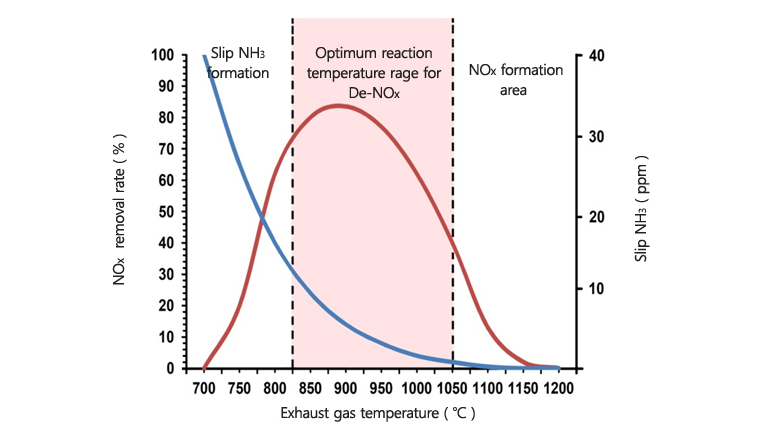 Slip NH3
formation
Optimum reaction
temperature rage for
De-NOx
NOx formation
area
NOx removal rate ( % )
100
90
80
70
60
50
40
30
20
10
0
40
30
20
10
Slip NH3 ( ppm )
700 750 800 850 900 950 1000 1050 1100 1150 1200
Exhaust gas temperature ( ℃ )